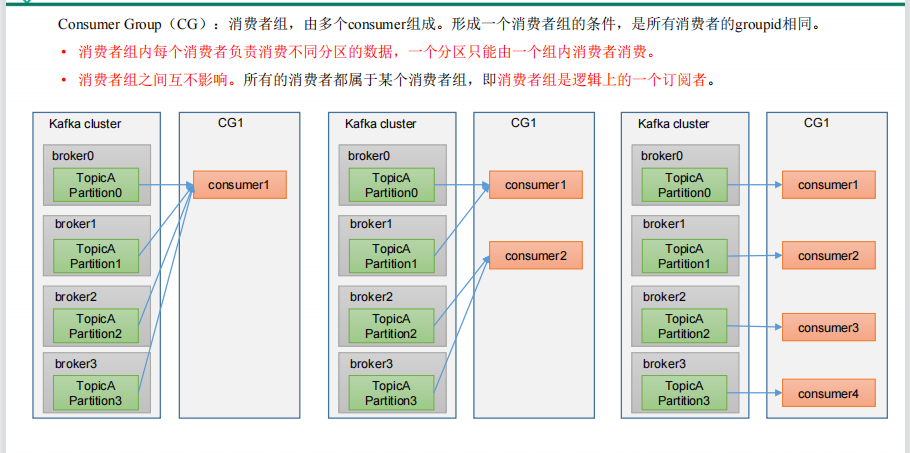 Consumer Group（CG）：消费者组，由多个consumer组成。形成一个消费者组的条件，是所有消费者的groupid相同。
• 消费者组内每个消费者负责消费不同分区的数据，一个分区只能由一个组内消费者消费。
• 消费者组之间互不影响。所有的消费者都属于某个消费者组，即消费者组是逻辑上的一个订阅者。
Kafka cluster
CG1
broker0
TopicA
Partition0
consumer1
broker1
TopicA
Partition1
broker2
TopicA
Partition2
broker3
TopicA
Partition3
Kafka cluster
CG1
broker0
TopicA
Partition0
consumer1
broker1
TopicA
Partition1
consumer2
broker2
TopicA
Partition2
broker3
TopicA
Partition3
Kafka cluster
CG1
broker0
TopicA
Partition0
consumer1
broker1
TopicA
Partition1
consumer2
broker2
TopicA
Partition2
consumer3
broker3
TopicA
Partition3
consumer4